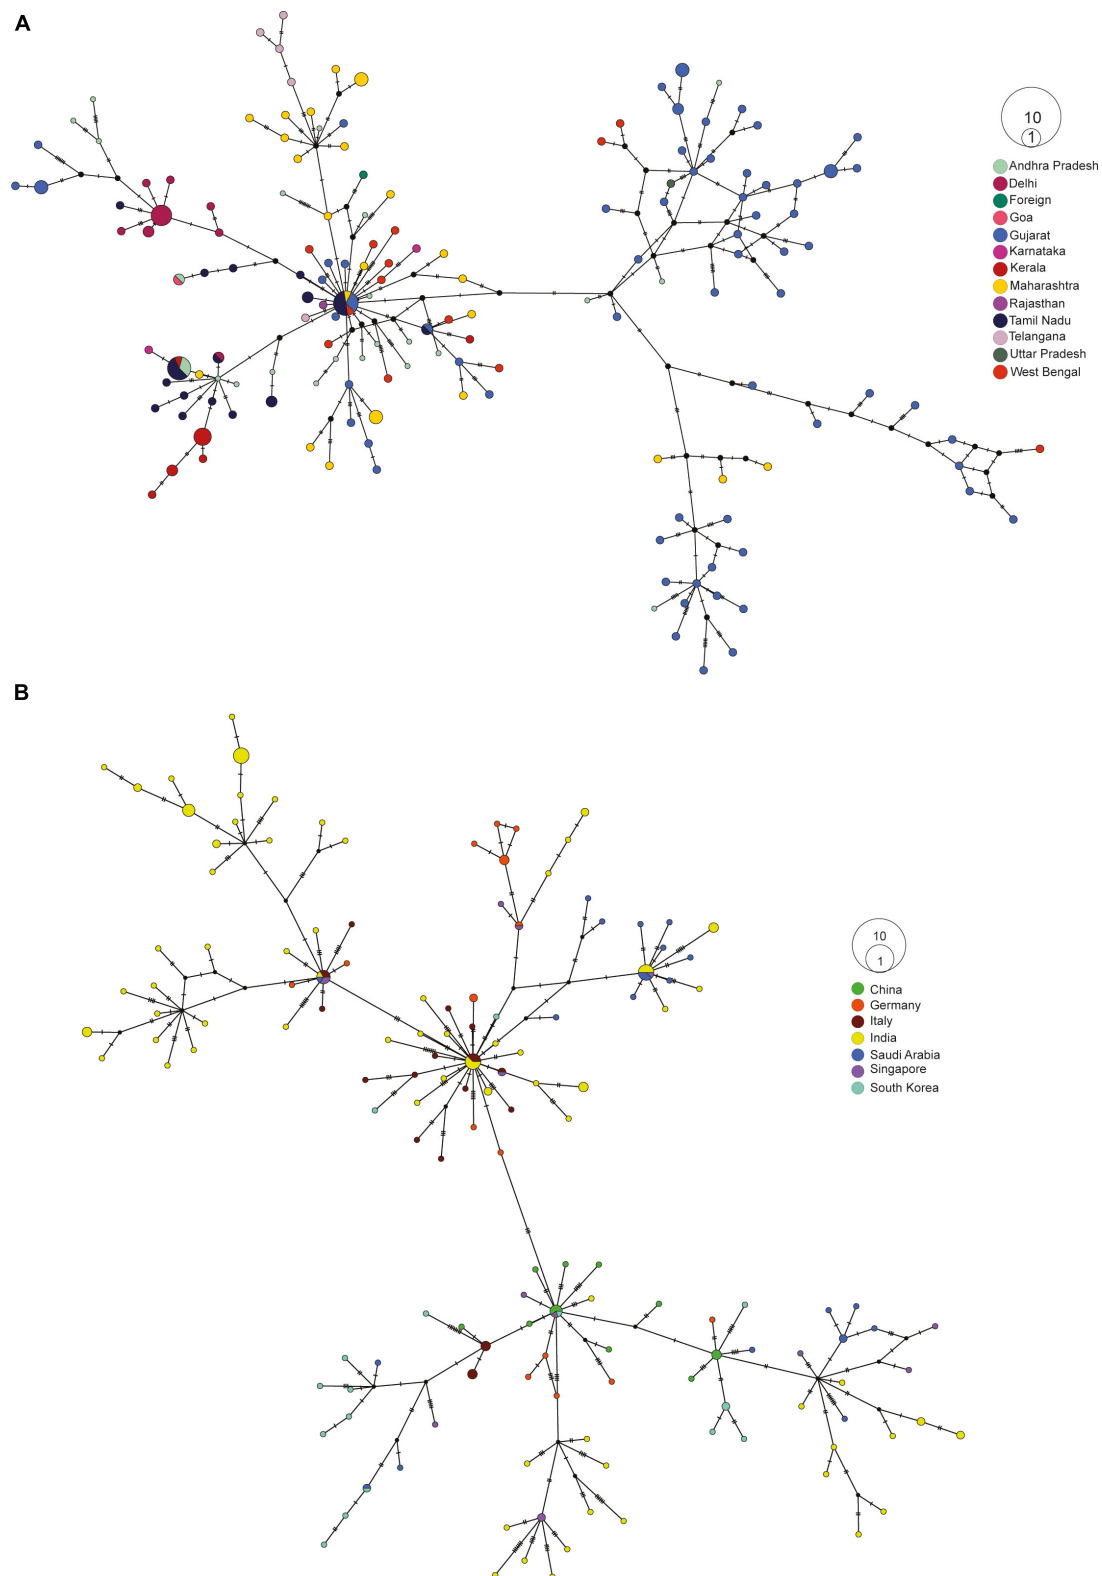 A
10
1
Andhra Pradesh
Delhi
Foreign
Goa
Gujarat
Karnataka
Kerala
Maharashtra
Rajasthan
Tamil Nadu
Telangana
Uttar Pradesh
West Bengal
B
10
1
China
Germany
Italy
India
Saudi Arabia
Singapore
South Korea